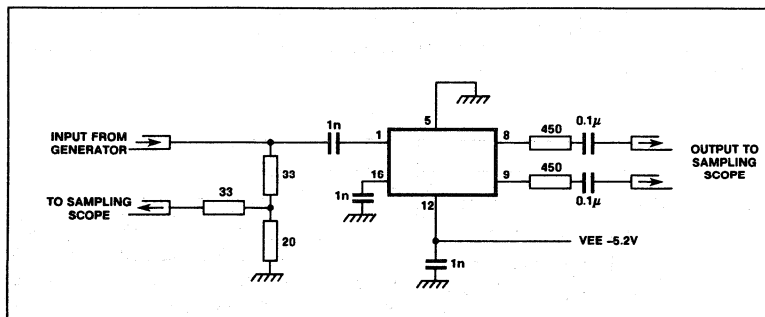 INPUT FROM
GENERATOR
TO SAMPLING
SCOPE
33
33
20
1n
1
16
1n
5
12
8
9
450
0.1µ
450
0.1µ
OUTPUT TO
SAMPLING
SCOPE
VEE –5.2V
1n